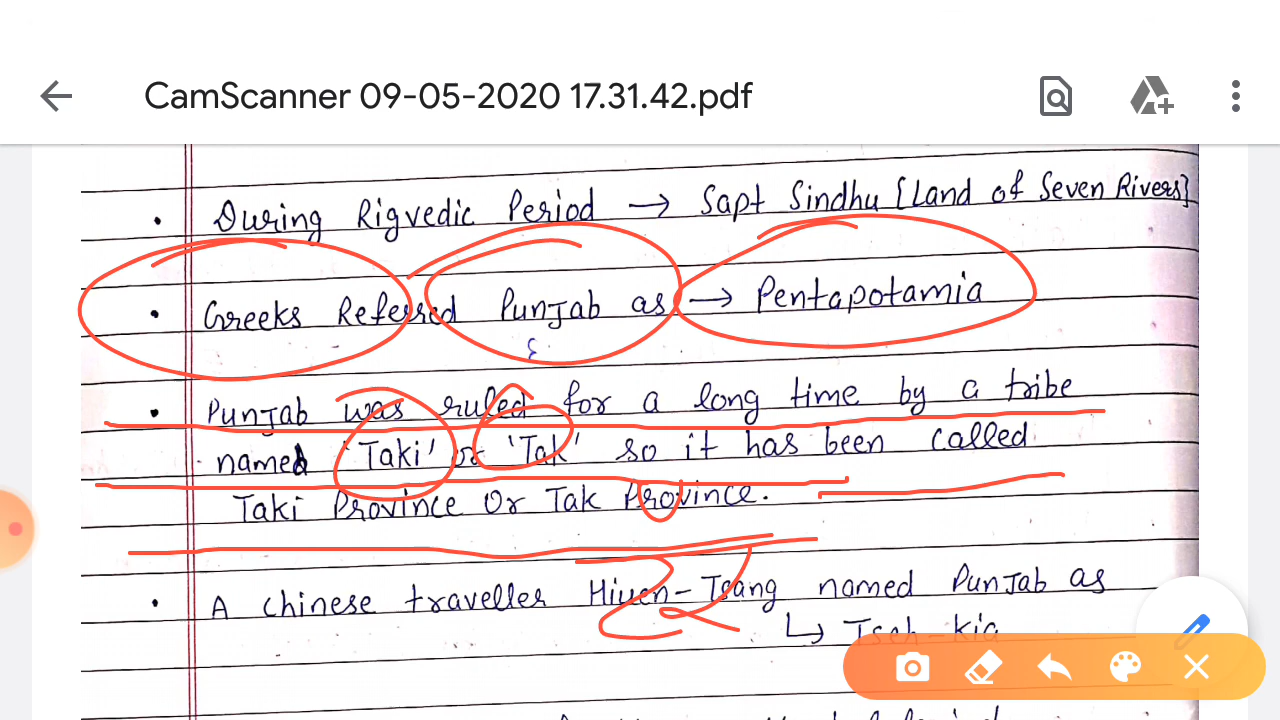 CamScanner 09-05-2020 17.31.42.pdf
• During Rigvedic Period → Sapt Sindhu [Land of Seven Rivers]
• Greeks Referred Punjab as → Pentapotamia
• Punjab was ruled for a long time by a tribe
named 'Taki' or 'Tak' so it has been called
Taki Province Or Tak Province.
• A chinese traveller Hiuen-Tsang named Punjab as
↳ Tseh-kia